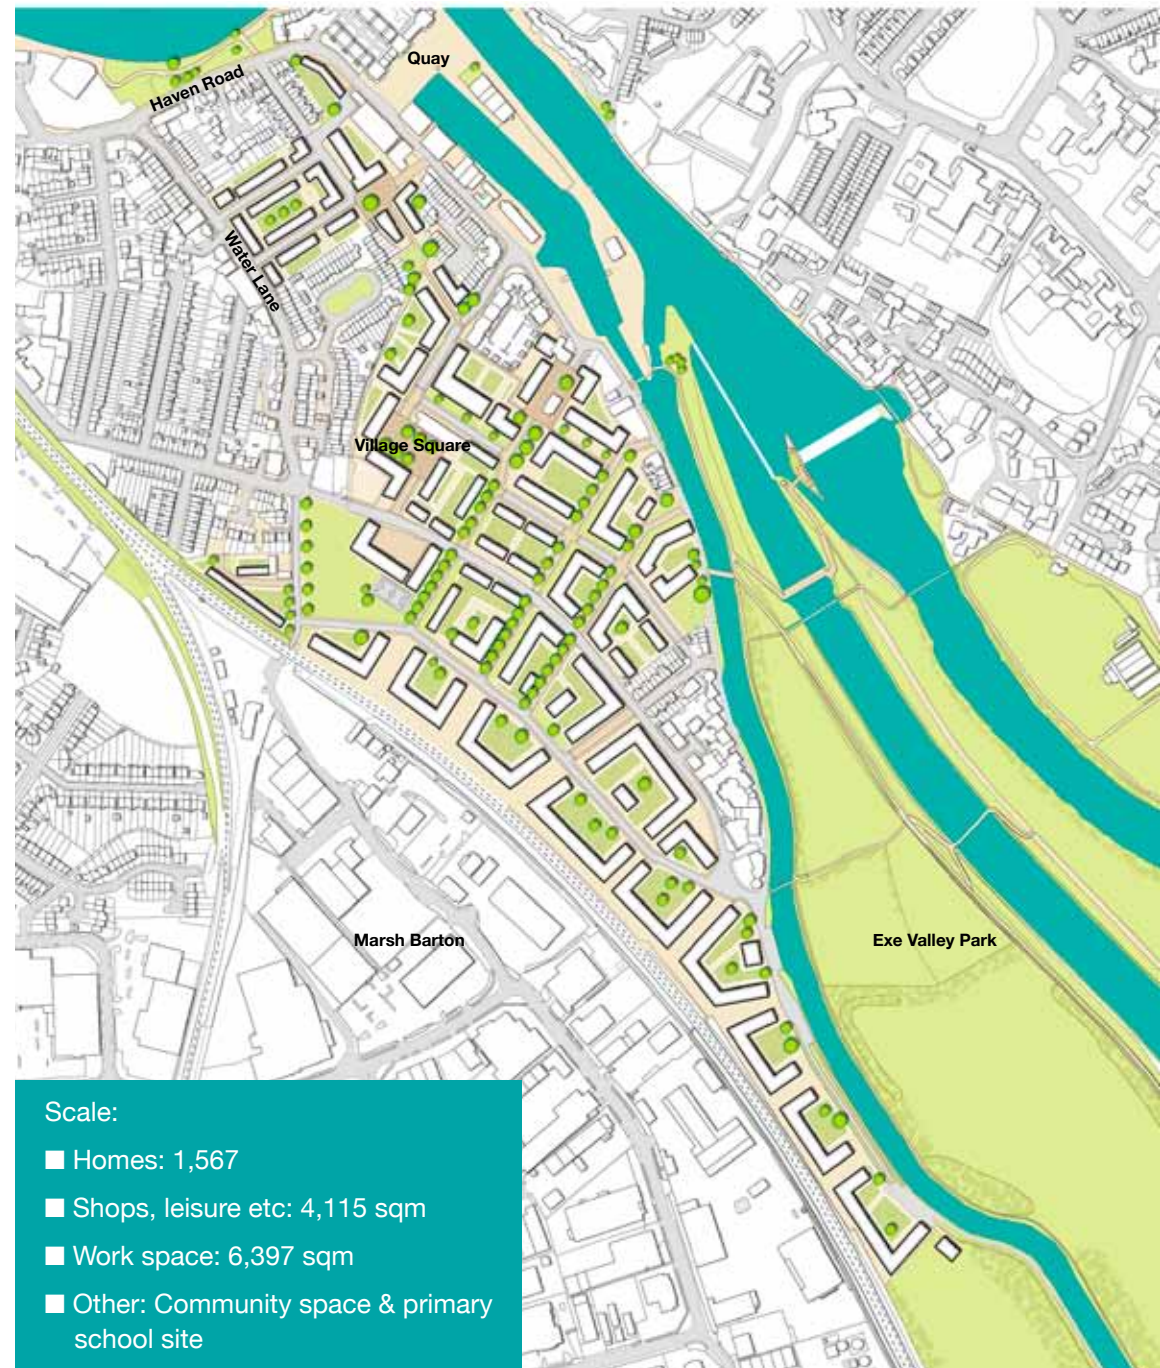 Quay
Haven Road
Water Lane
Village Square
Marsh Barton
Exe Valley Park
Scale:
■ Homes: 1,567
■ Shops, leisure etc: 4,115 sqm
■ Work space: 6,397 sqm
■ Other: Community space & primary
school site